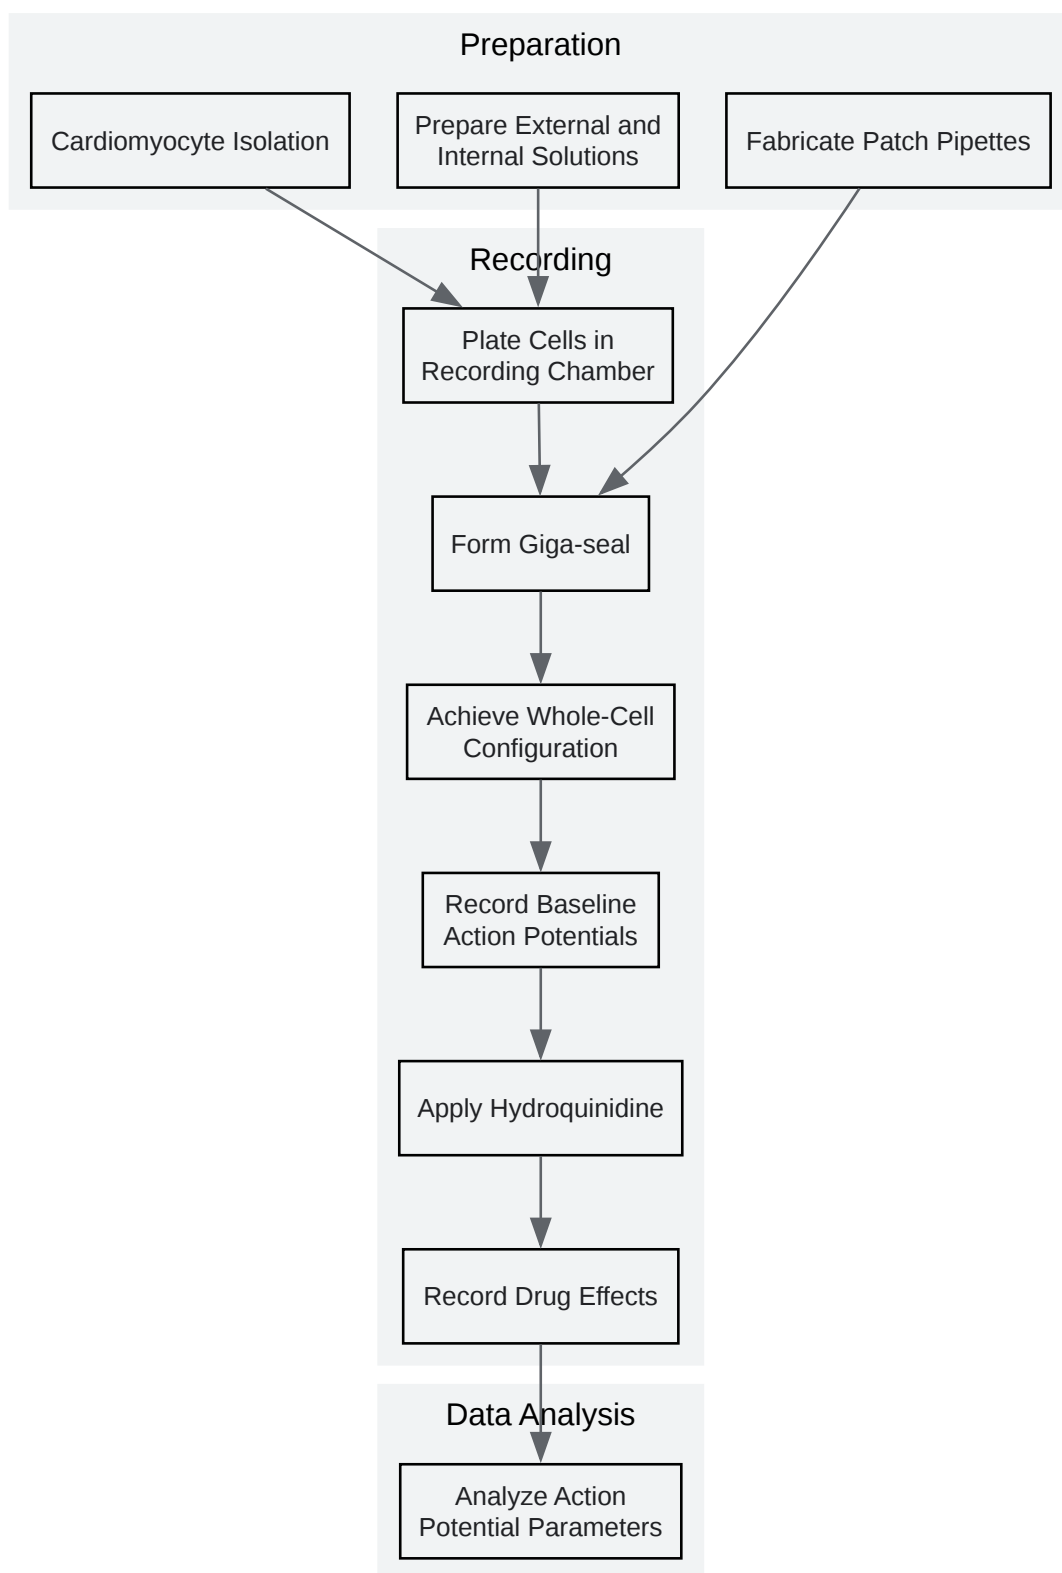 Preparation
Cardiomyocyte Isolation
Prepare External and
Internal Solutions
Fabricate Patch Pipettes
Recording
Plate Cells in
Recording Chamber
Form Giga-seal
Achieve Whole-Cell
Configuration
Record Baseline
Action Potentials
Apply Hydroquinidine
Record Drug Effects
Data Analysis
Analyze Action
Potential Parameters